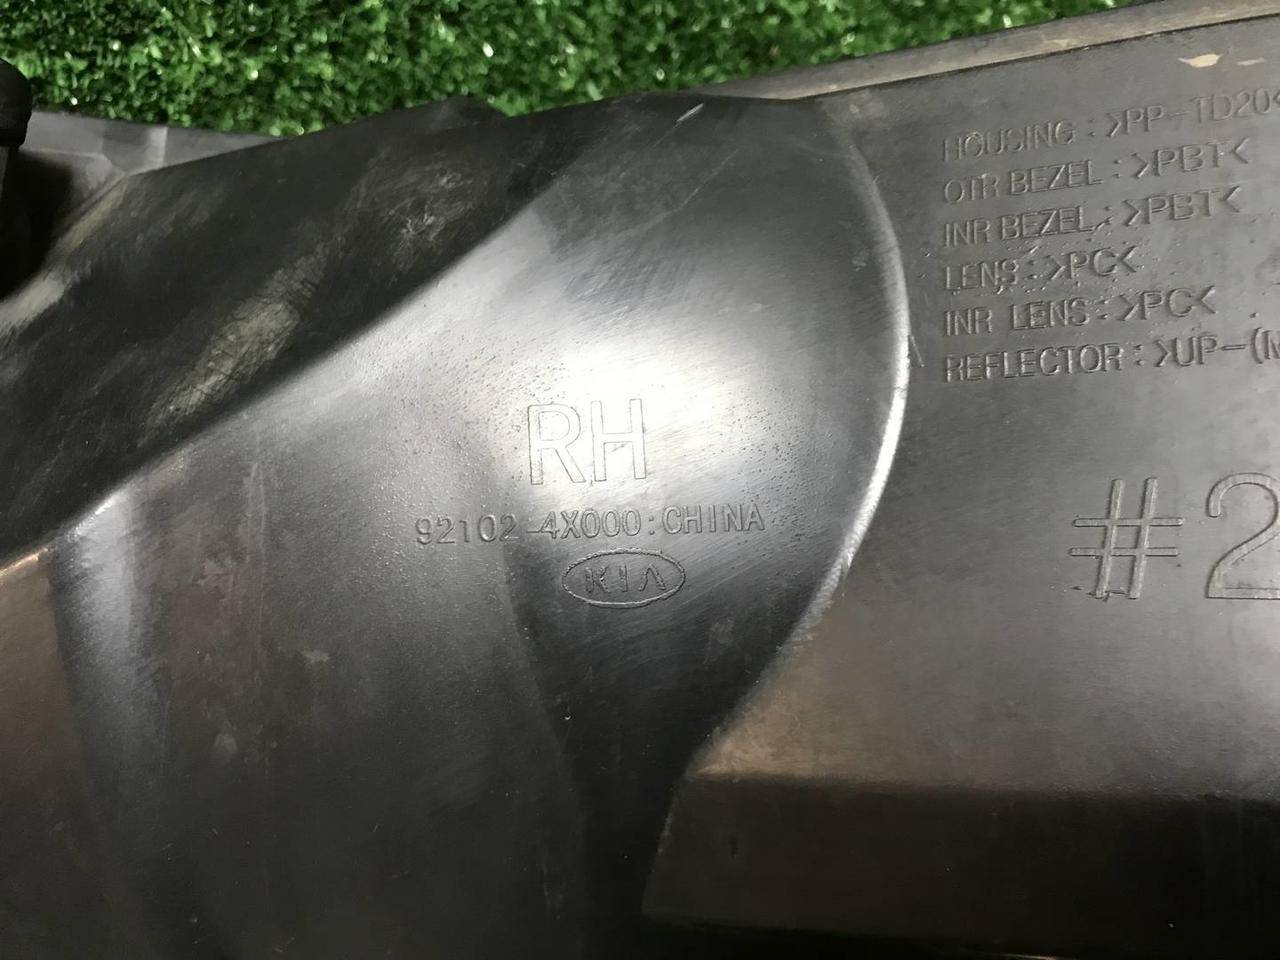 HOUSING : >PP-TD204
OTR BEZEL : >PBT<
INR BEZEL : >PBT<
LENS : >PC<
INR LENS : >PC<
REFLECTOR : >UP-(M
RH
92102-4X000:CHINA
KIA
#2